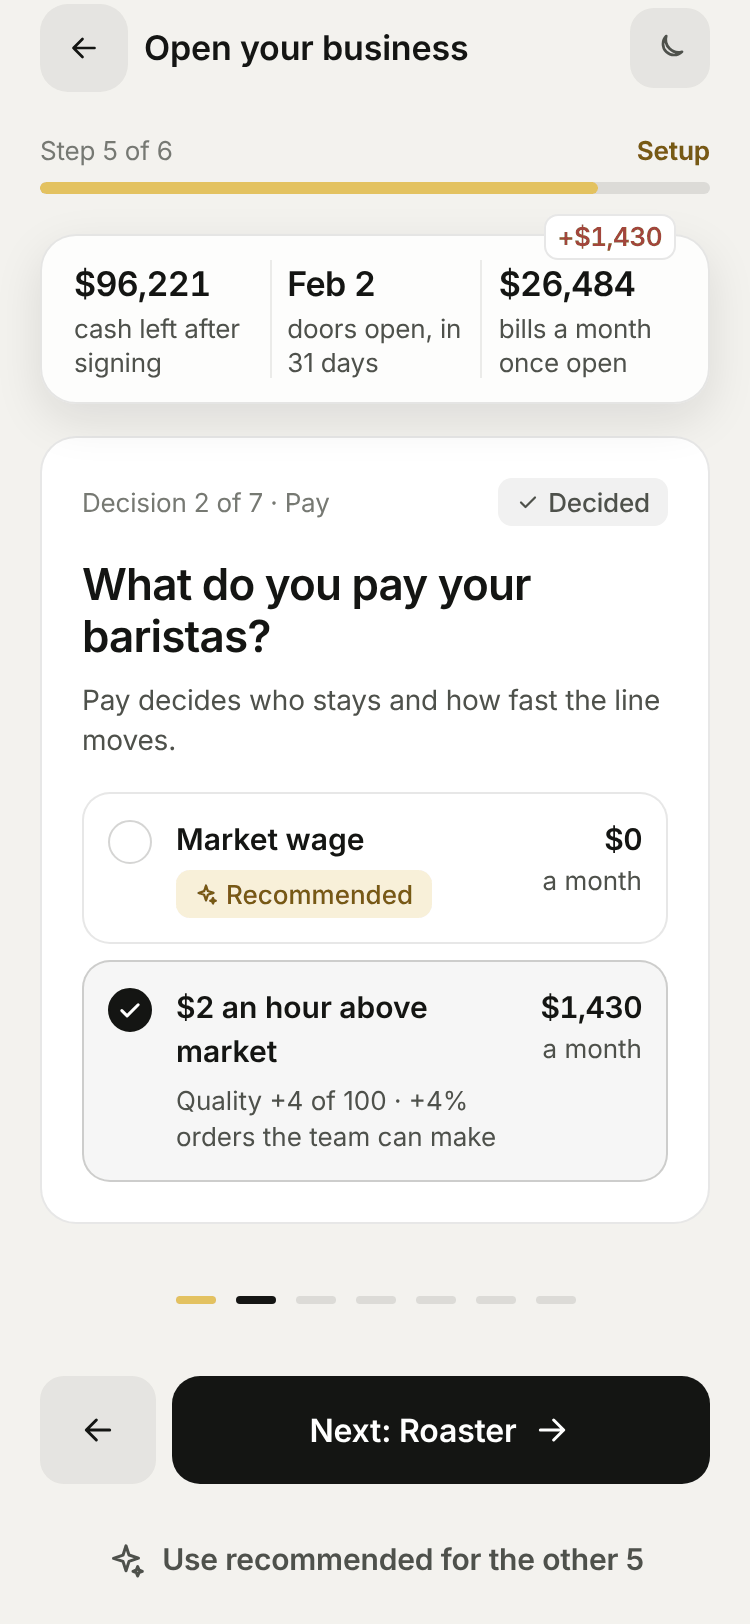 Open your business
Step 5 of 6
Setup
+$1,430
$96,221
cash left after
signing
Feb 2
doors open, in
31 days
$26,484
bills a month
once open
Decision 2 of 7 · Pay
Decided
What do you pay your
baristas?
Pay decides who stays and how fast the line
moves.
Market wage
Recommended
$0
a month
$2 an hour above
market
$1,430
a month
Quality +4 of 100 · +4%
orders the team can make
Next: Roaster
Use recommended for the other 5